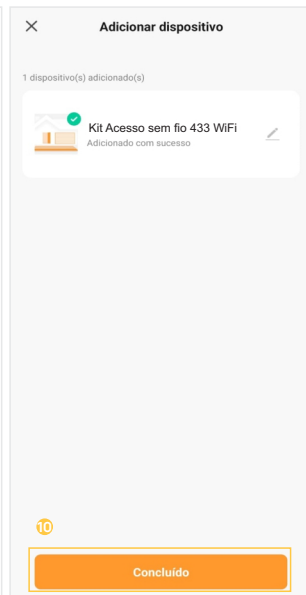 Adicionar dispositivo
1 dispositivo(s) adicionado(s)
Kit Acesso sem fio 433 WiFi
Adicionado com sucesso
10
Concluído